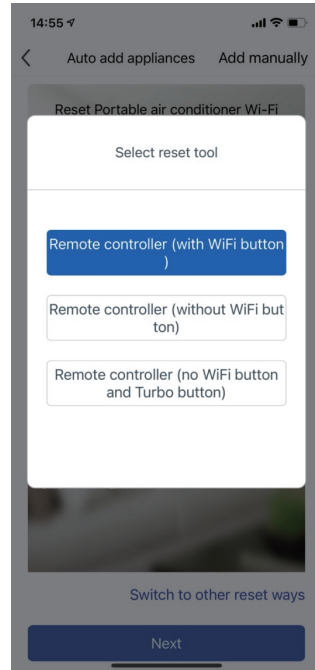 14:55
Auto add appliances Add manually
Reset Portable air conditioner Wi-Fi
Select reset tool
Remote controller (with WiFi button
)
Remote controller (without WiFi but
ton)
Remote controller (no WiFi button
and Turbo button)
Switch to other reset ways
Next